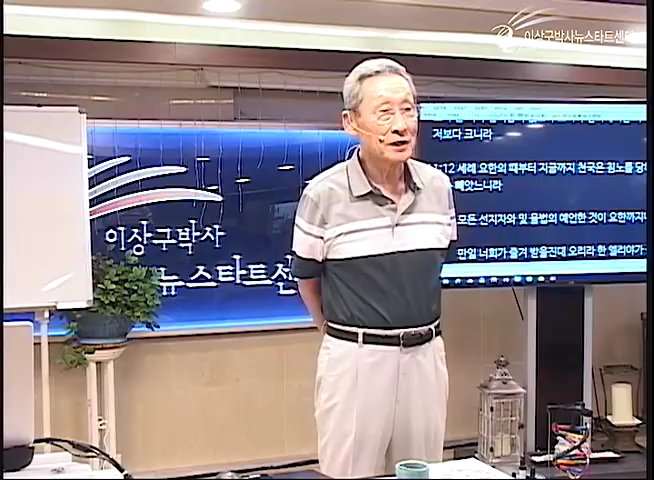 이상구박사뉴스타트센터
저보다 크니라
:12 세례 요한의 때부터 지금까지 천국은 침노를 당하
빼앗느니라
모든 선지자와 및 율법의 예언한 것이 요한까지니
만일 너희가 즐겨 받을진대 오리라 한 엘리야가
이상구박사
뉴스타트센